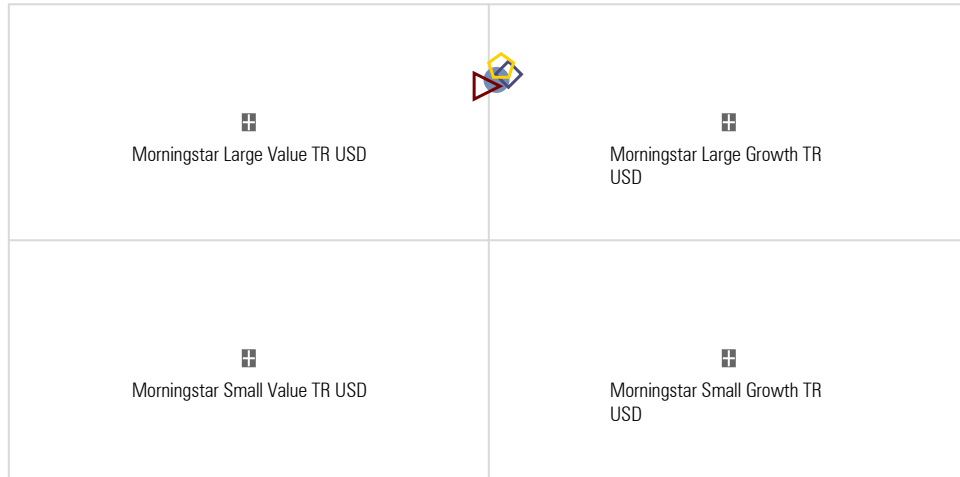 Morningstar Large Value TR USD
Morningstar Large Growth TR
USD
Morningstar Small Value TR USD
Morningstar Small Growth TR
USD